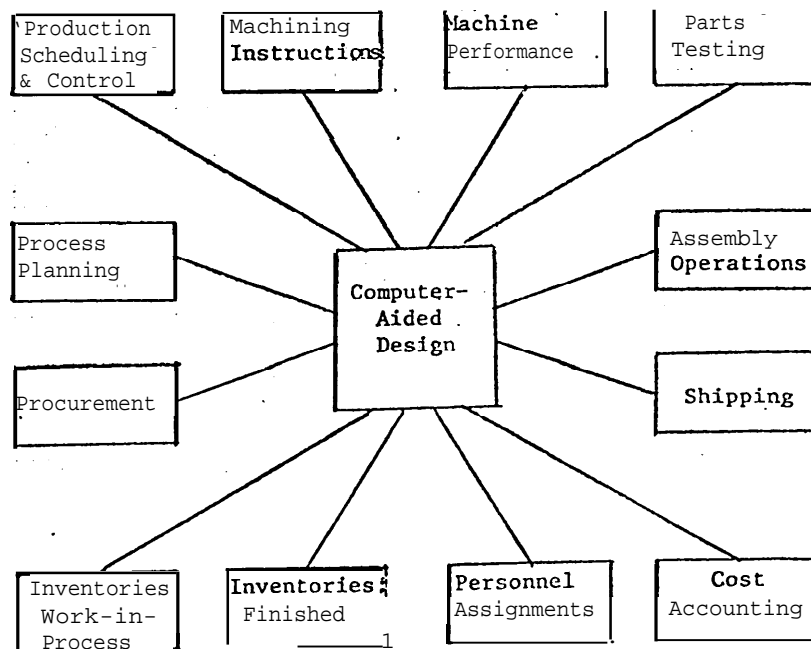 Production
Scheduling
& Control
Machining
Instructions
Machine
Performance
Parts
Testing
Process
Planning
Computer-
Aided
Design
Assembly
Operations
Procurement
Shipping
Inventories
Work-in-
Process
Inventories
Finished
1
Personnel
Assignments
Cost
Accounting